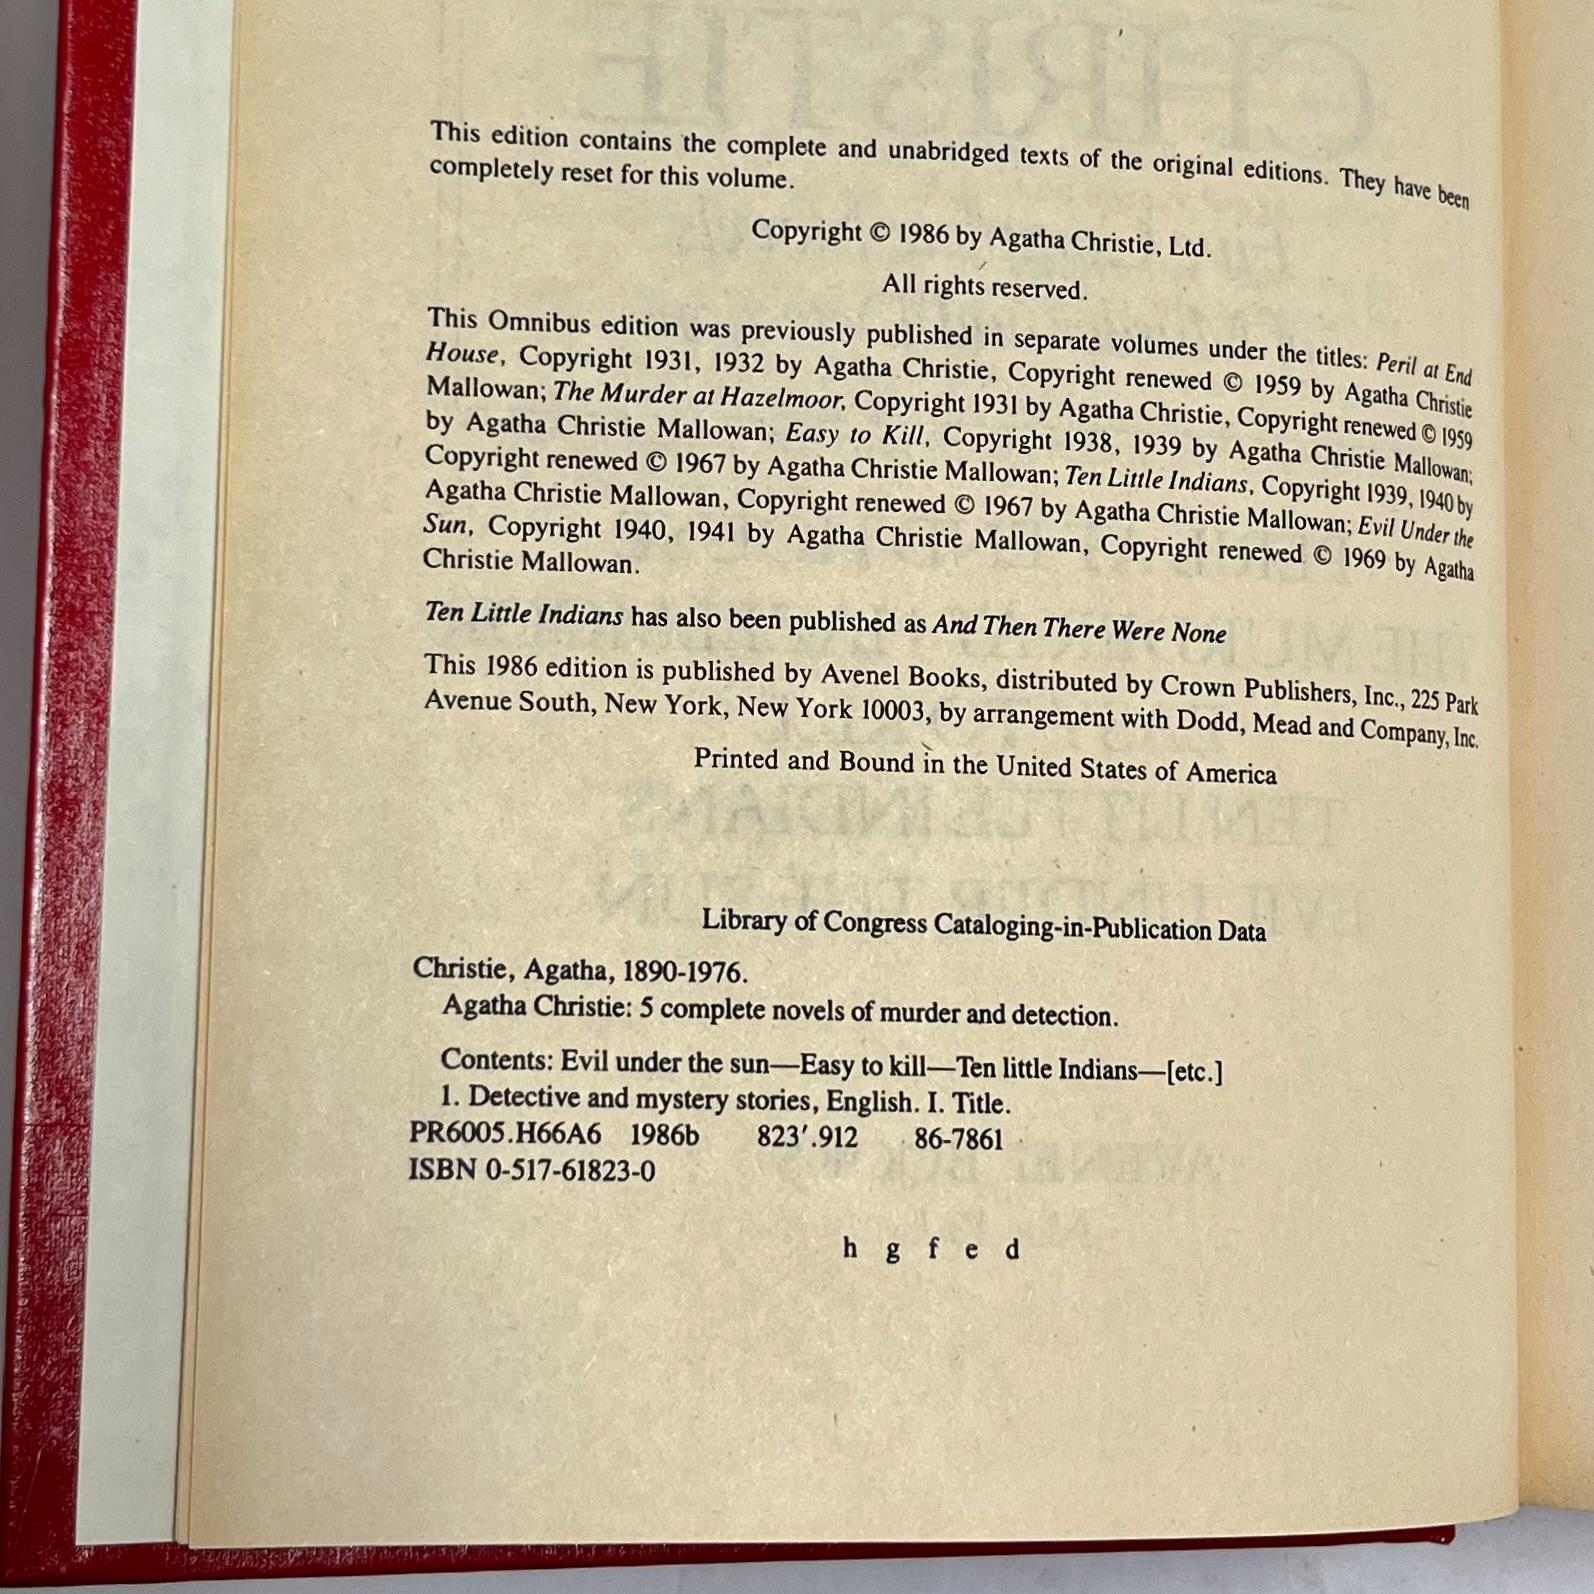 This edition contains the complete and unabridged texts of the original editions. They have been
completely reset for this volume.
Copyright © 1986 by Agatha Christie, Ltd.
All rights reserved.
This Omnibus edition was previously published in separate volumes under the titles: Peril at End
House, Copyright 1931, 1932 by Agatha Christie, Copyright renewed © 1959 by Agatha Christie
Mallowan; The Murder at Hazelmoor, Copyright 1931 by Agatha Christie, Copyright renewed © 1959
by Agatha Christie Mallowan; Easy to Kill, Copyright 1938, 1939 by Agatha Christie Mallowan;
Copyright renewed © 1967 by Agatha Christie Mallowan; Ten Little Indians, Copyright 1939, 1940 by
Agatha Christie Mallowan, Copyright renewed © 1967 by Agatha Christie Mallowan; Evil Under the
Sun, Copyright 1940, 1941 by Agatha Christie Mallowan, Copyright renewed © 1969 by Agatha
Christie Mallowan.
Ten Little Indians has also been published as And Then There Were None
This 1986 edition is published by Avenel Books, distributed by Crown Publishers, Inc., 225 Park
Avenue South, New York, New York 10003, by arrangement with Dodd, Mead and Company, Inc.
Printed and Bound in the United States of America
Library of Congress Cataloging-in-Publication Data
Christie, Agatha, 1890-1976.
Agatha Christie: 5 complete novels of murder and detection.
Contents: Evil under the sun—Easy to kill—Ten little Indians—[etc.]
1. Detective and mystery stories, English. I. Title.
PR6005.H66A6 1986b 823′.912 86-7861
ISBN 0-517-61823-0
h g f e d